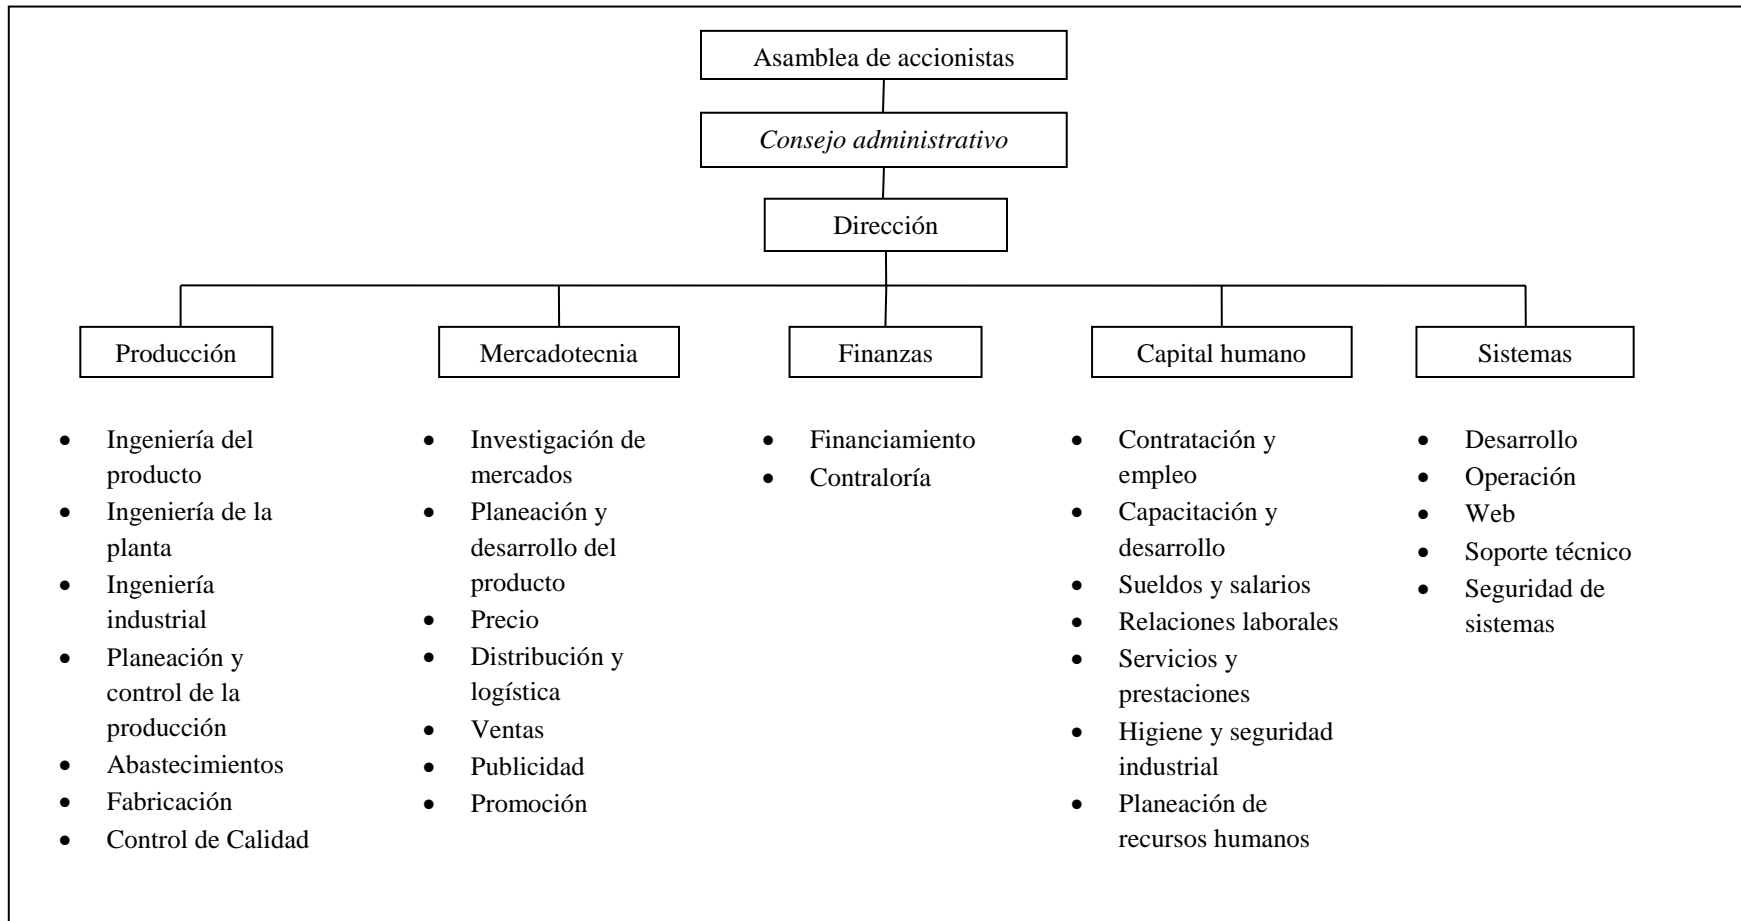 Asamblea de accionistas
Consejo administrativo
Dirección
Producción
Mercadotecnia
Finanzas
Capital humano
Sistemas
• Ingeniería del
producto
• Ingeniería de la
planta
• Ingeniería
industrial
• Planeación y
control de la
producción
• Abastecimientos
• Fabricación
• Control de Calidad
• Investigación de
mercados
• Planeación y
desarrollo del
producto
• Precio
• Distribución y
logística
• Ventas
• Publicidad
• Promoción
• Financiamiento
• Contraloría
• Contratación y
empleo
• Capacitación y
desarrollo
• Sueldos y salarios
• Relaciones laborales
• Servicios y
prestaciones
• Higiene y seguridad
industrial
• Planeación de
recursos humanos
• Desarrollo
• Operación
• Web
• Soporte técnico
• Seguridad de
sistemas